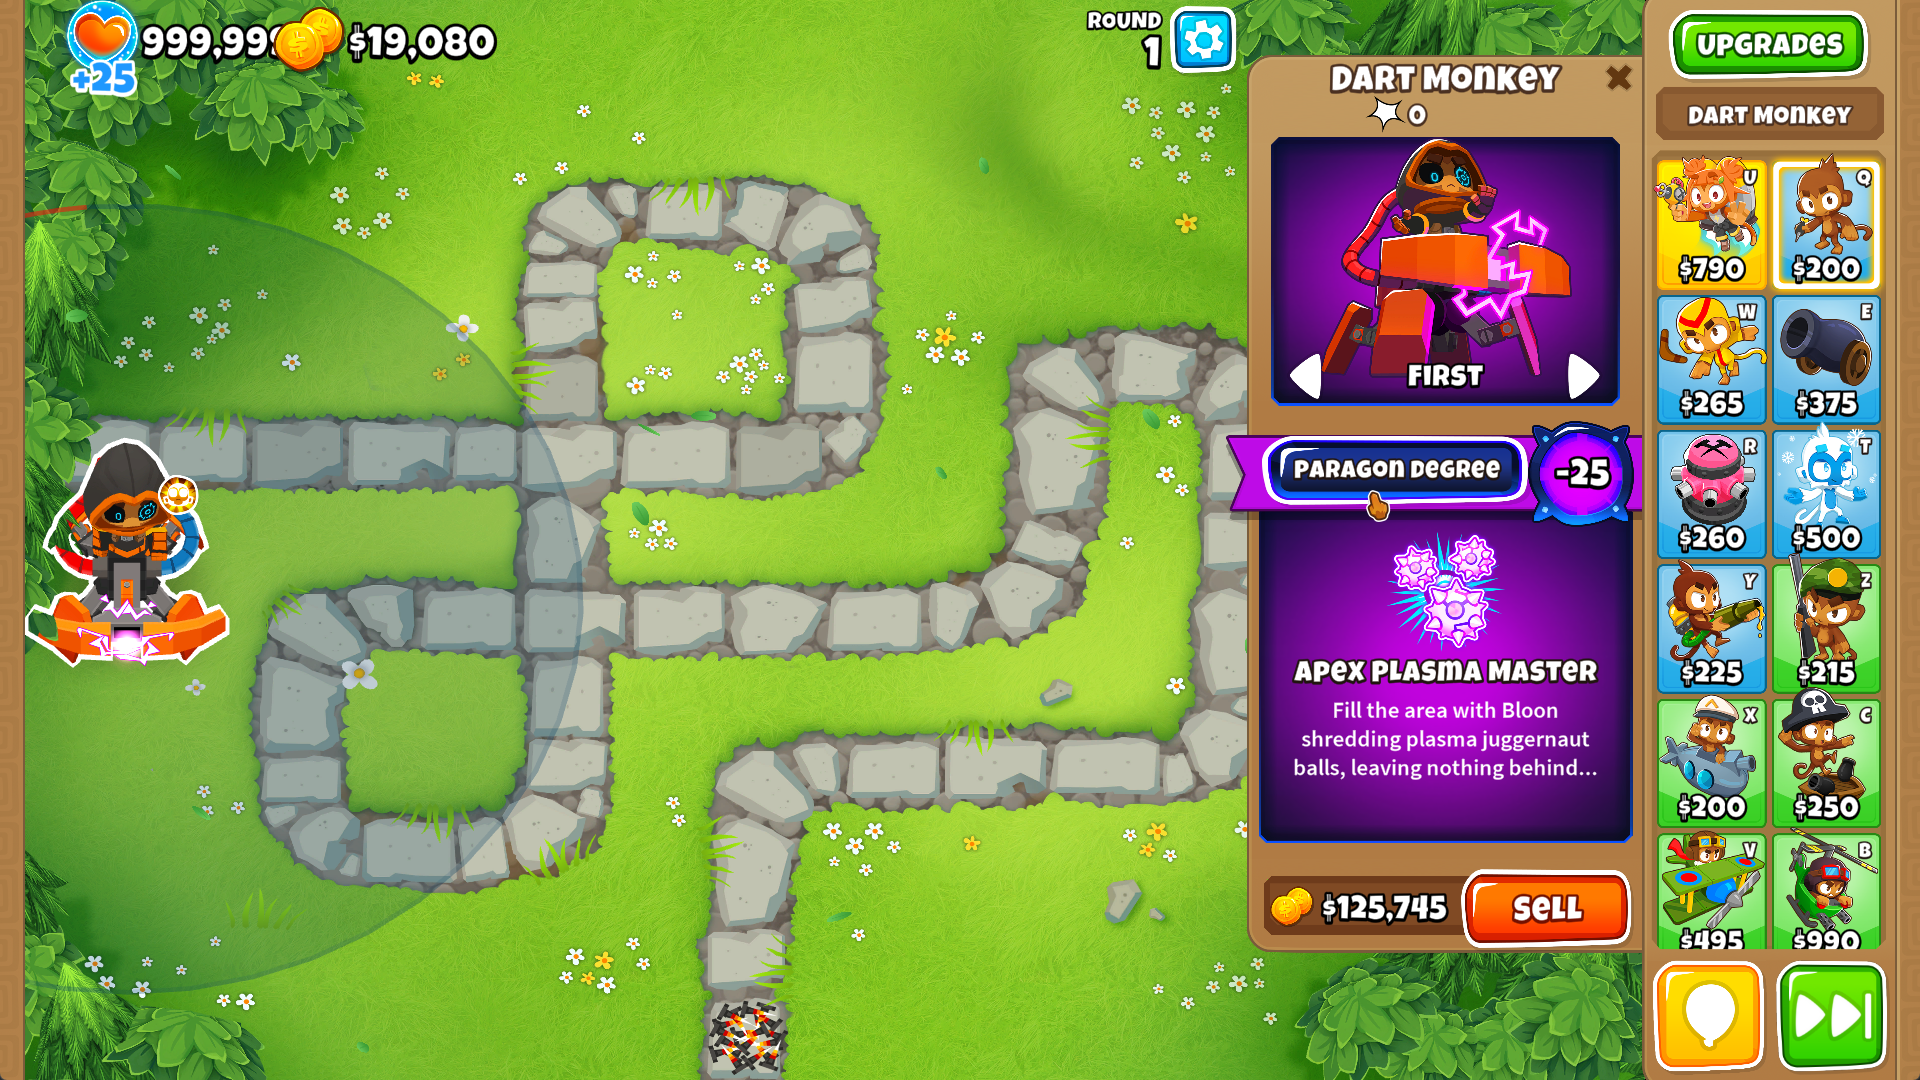 999,999
+25
$19,080
ROUND
1
DART MONKEY
0
FIRST
PARAGON DEGREE
-25
APEX PLASMA MASTER
Fill the area with Bloon
shredding plasma juggernaut
balls, leaving nothing behind...
$125,745
SELL
UPGRADES
DART MONKEY
U
$790
Q
$200
W
$265
E
$375
R
$260
T
$500
Y
$225
Z
$215
X
$200
C
$250
V
$495
B
$990